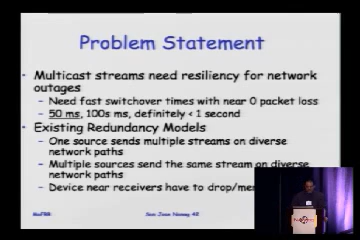 Problem Statement
• Multicast streams need resiliency for network
outages
– Need fast switchover times with near 0 packet loss
– 50 ms, 100s ms, definitely < 1 second
• Existing Redundancy Models
– One source sends multiple streams on diverse
network paths
– Multiple sources send the same stream on diverse
network paths
– Device near receivers have to drop/mer
San Jose Nanog 42